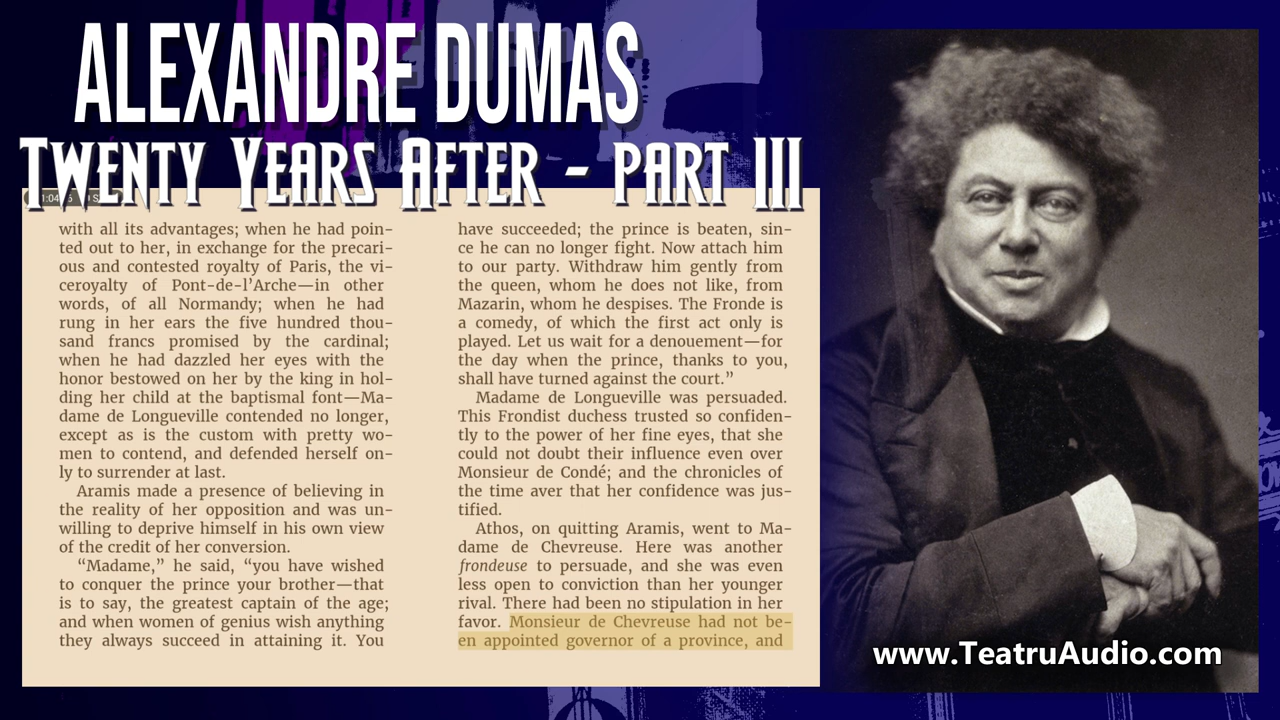 ALEXANDRE DUMAS
TWENTY YEARS AFTER - PART III
with all its advantages; when he had poin-
ted out to her, in exchange for the precari-
ous and contested royalty of Paris, the vi-
ceroyalty of Pont-de-l’Arche—in other
words, of all Normandy; when he had
rung in her ears the five hundred thou-
sand francs promised by the cardinal;
when he had dazzled her eyes with the
honor bestowed on her by the king in hol-
ding her child at the baptismal font—Ma-
dame de Longueville contended no longer,
except as is the custom with pretty wo-
men to contend, and defended herself on-
ly to surrender at last.
Aramis made a presence of believing in
the reality of her opposition and was un-
willing to deprive himself in his own view
of the credit of her conversion.
“Madame,” he said, “you have wished
to conquer the prince your brother—that
is to say, the greatest captain of the age;
and when women of genius wish anything
they always succeed in attaining it. You
have succeeded; the prince is beaten, sin-
ce he can no longer fight. Now attach him
to our party. Withdraw him gently from
the queen, whom he does not like, from
Mazarin, whom he despises. The Fronde is
a comedy, of which the first act only is
played. Let us wait for a denouement—for
the day when the prince, thanks to you,
shall have turned against the court.”
Madame de Longueville was persuaded.
This Frondist duchess trusted so confiden-
tly to the power of her fine eyes, that she
could not doubt their influence even over
Monsieur de Condé; and the chronicles of
the time aver that her confidence was jus-
tified.
Athos, on quitting Aramis, went to Ma-
dame de Chevreuse. Here was another
frondeuse to persuade, and she was even
less open to conviction than her younger
rival. There had been no stipulation in her
favor. Monsieur de Chevreuse had not be-
en appointed governor of a province, and
www.TeatruAudio.com